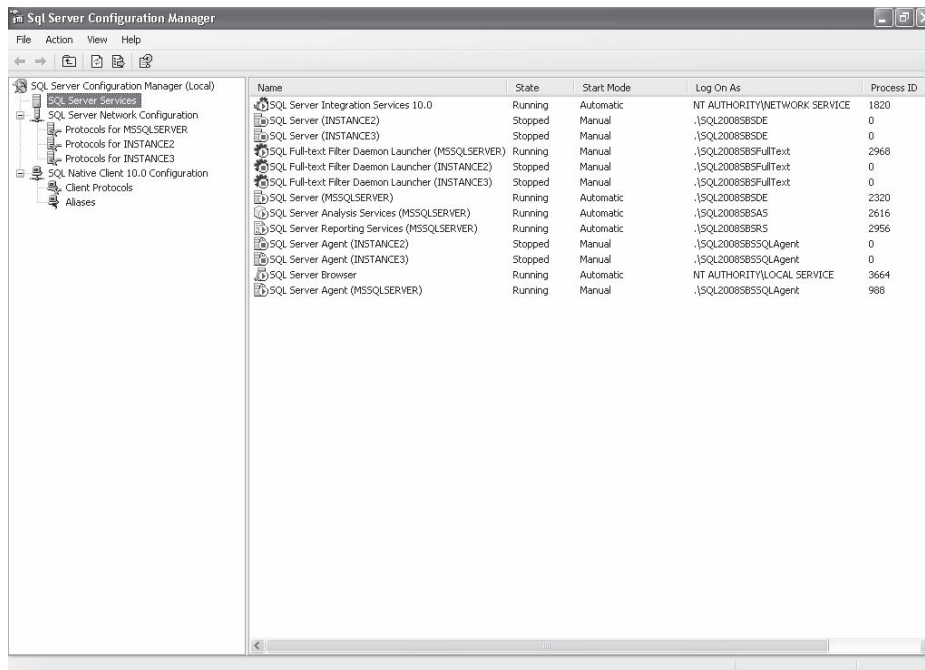 Sql Server Configuration Manager
File Action View Help
SQL Server Configuration Manager (Local)
SQL Server Services
SQL Server Network Configuration
Protocols for MSSQLSERVER
Protocols for INSTANCE2
Protocols for INSTANCE3
SQL Native Client 10.0 Configuration
Client Protocols
Aliases
Name State Start Mode Log On As Process ID
SQL Server Integration Services 10.0 Running Automatic NT AUTHORITY\NETWORK SERVICE 1820
SQL Server (INSTANCE2) Stopped Manual .\SQL2008SBSDE 0
SQL Server (INSTANCE3) Stopped Manual .\SQL2008SBSDE 0
SQL Full-text Filter Daemon Launcher (MSSQLSERVER) Running Manual .\SQL2008SBSFullText 2968
SQL Full-text Filter Daemon Launcher (INSTANCE2) Stopped Manual .\SQL2008SBSFullText 0
SQL Full-text Filter Daemon Launcher (INSTANCE3) Stopped Manual .\SQL2008SBSFullText 0
SQL Server (MSSQLSERVER) Running Automatic .\SQL2008SBSDE 2320
SQL Server Analysis Services (MSSQLSERVER) Running Automatic .\SQL2008SBSAS 2616
SQL Server Reporting Services (MSSQLSERVER) Running Automatic .\SQL2008SBSRS 2956
SQL Server Agent (INSTANCE2) Stopped Manual .\SQL2008SBSSQLAgent 0
SQL Server Agent (INSTANCE3) Stopped Manual .\SQL2008SBSSQLAgent 0
SQL Server Browser Running Automatic NT AUTHORITY\LOCAL SERVICE 3664
SQL Server Agent (MSSQLSERVER) Running Manual .\SQL2008SBSSQLAgent 988